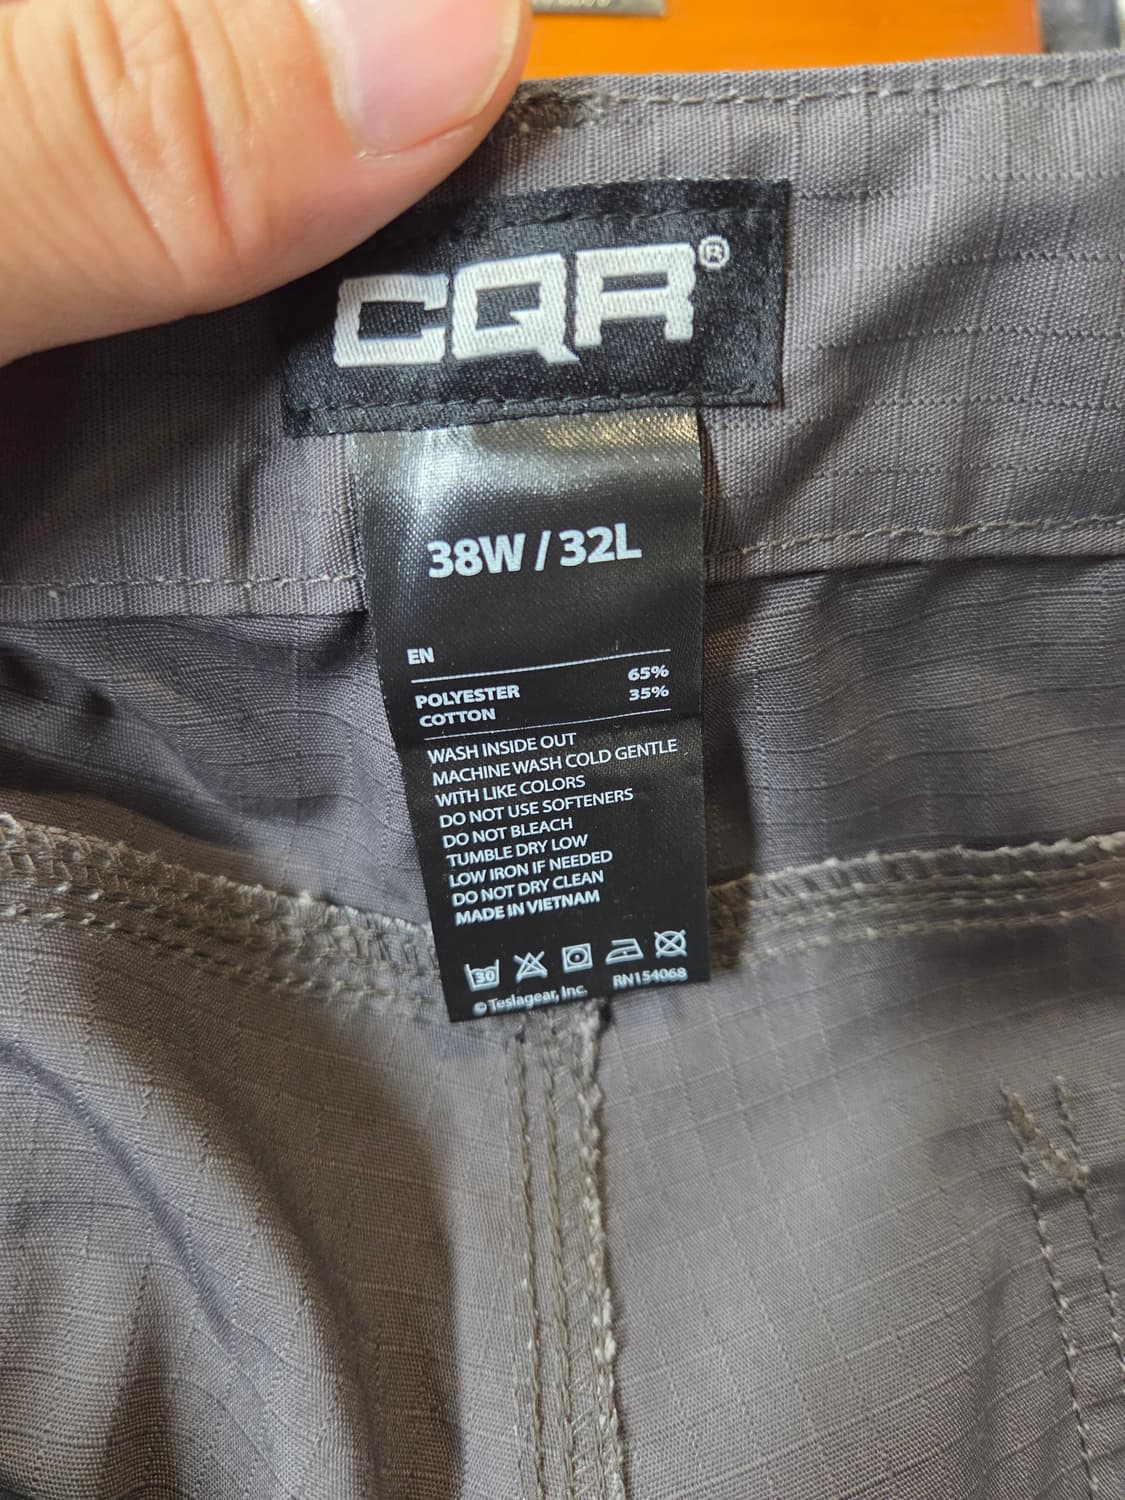 CQR®
38W / 32L
EN
POLYESTER 65%
COTTON 35%
WASH INSIDE OUT
MACHINE WASH COLD GENTLE
WITH LIKE COLORS
DO NOT USE SOFTENERS
DO NOT BLEACH
TUMBLE DRY LOW
LOW IRON IF NEEDED
DO NOT DRY CLEAN
MADE IN VIETNAM
30
© Teslagear, Inc. RN154068